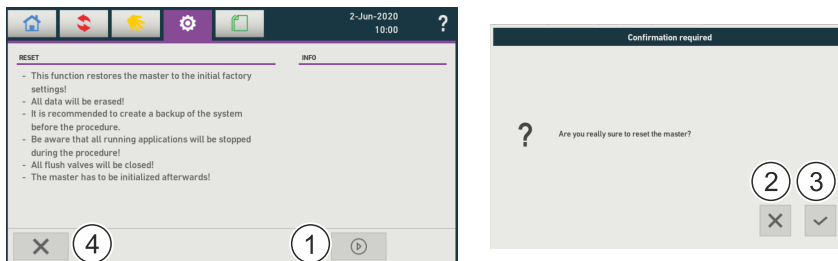 2-Jun-2020
10:00
?
RESET
INFO
- This function restores the master to the initial factory
settings!
- All data will be erased!
- It is recommended to create a backup of the system
before the procedure.
- Be aware that all running applications will be stopped
during the procedure!
- All flush valves will be closed!
- The master has to be initialized afterwards!
4
1
Confirmation required
?
Are you really sure to reset the master?
2
3